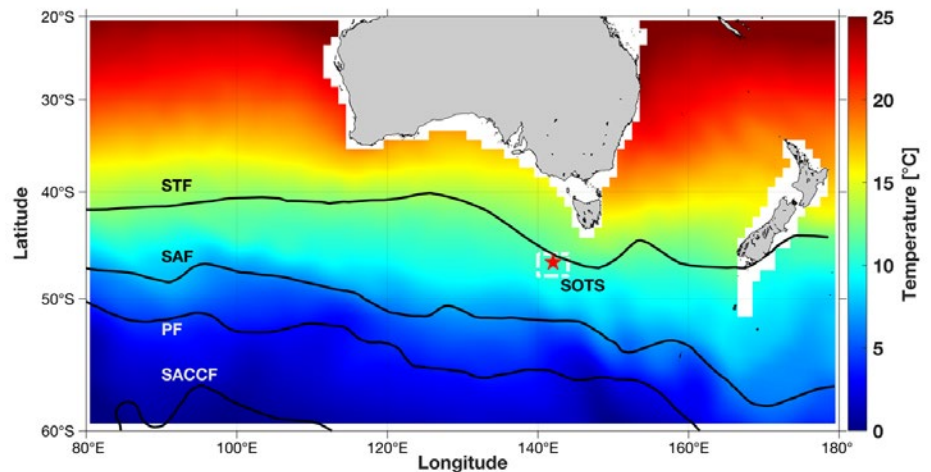 20°S
30°S
40°S
50°S
60°S
Latitude
STF
SAF
PF
SACCF
SOTS
80°E
100°E
120°E
140°E
160°E
180°
Longitude
25
20
15
10
5
0
Temperature [°C]